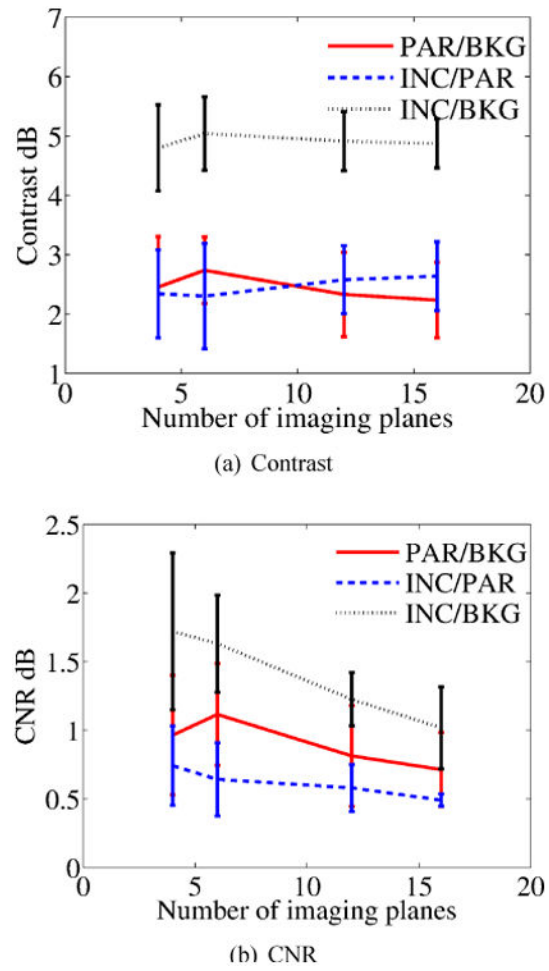 7
6
5
4
3
2
1
0
5
10
15
20
Contrast dB
Number of imaging planes
PAR/BKG
INC/PAR
INC/BKG
(a) Contrast
2.5
2
1.5
1
0.5
0
0
5
10
15
20
CNR dB
Number of imaging planes
PAR/BKG
INC/PAR
INC/BKG
(b) CNR